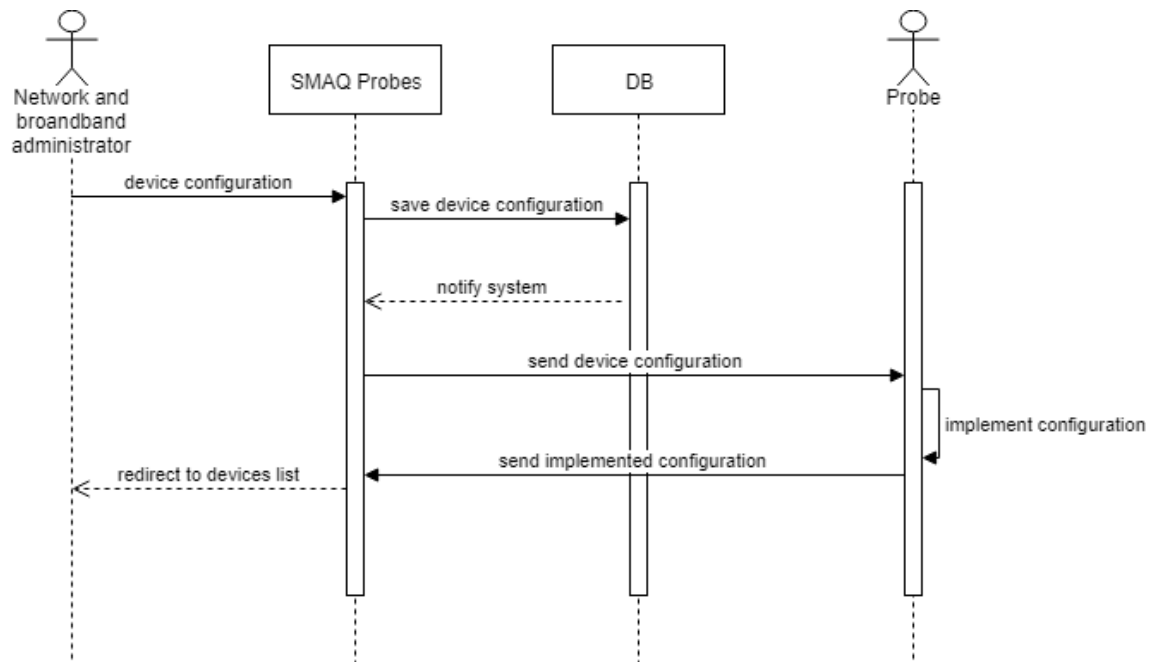 Network and
broandband
administrator
SMAQ Probes
DB
Probe
device configuration
save device configuration
notify system
send device configuration
implement configuration
send implemented configuration
redirect to devices list